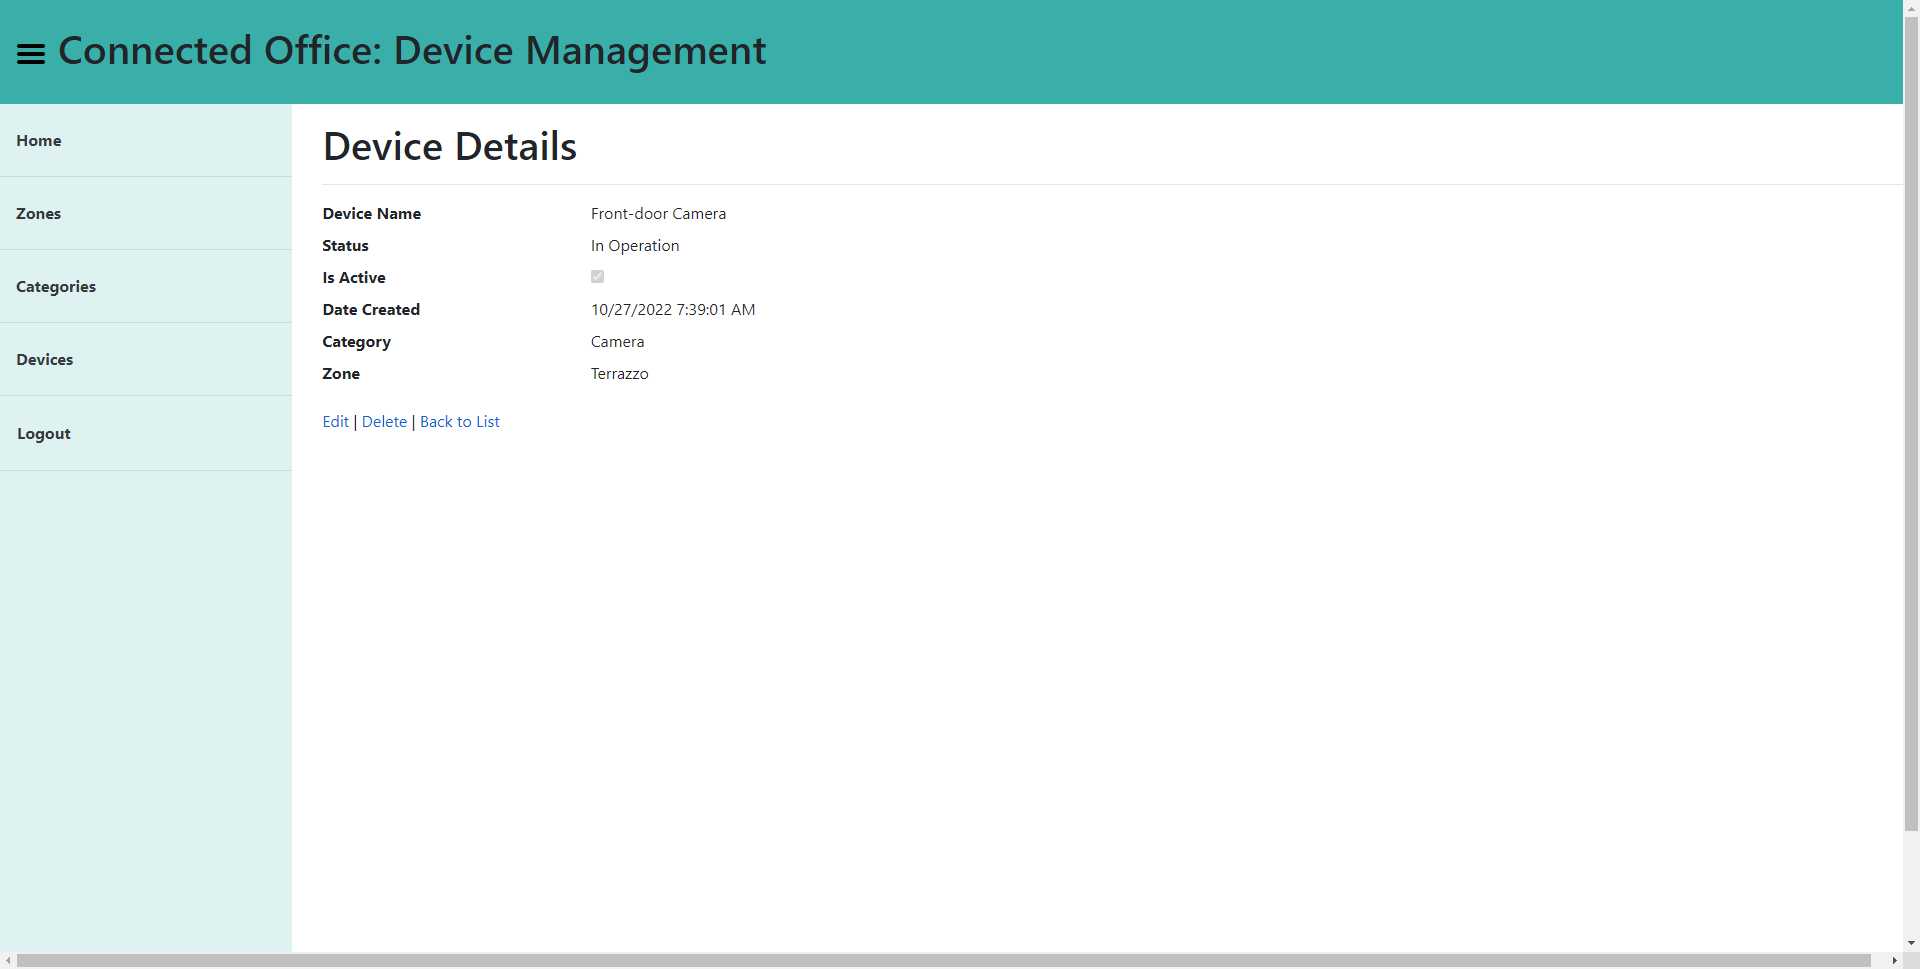 Connected Office: Device Management
Home
Zones
Categories
Devices
Logout
Device Details
Device Name Front-door Camera
Status In Operation
Is Active
Date Created 10/27/2022 7:39:01 AM
Category Camera
Zone Terrazzo
Edit | Delete | Back to List